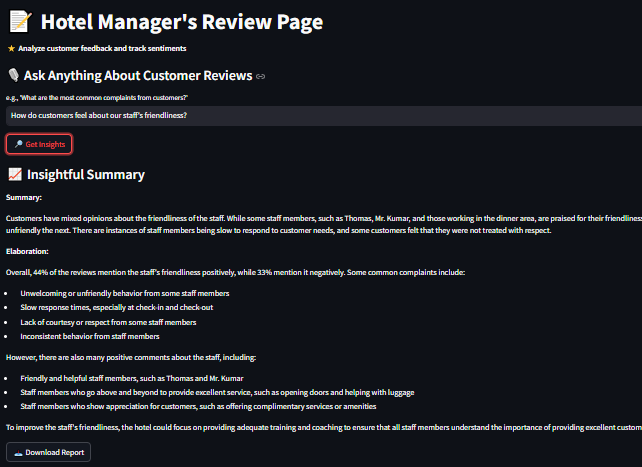 Hotel Manager's Review Page
Analyze customer feedback and track sentiments
Ask Anything About Customer Reviews
e.g., 'What are the most common complaints from customers?'
How do customers feel about our staff's friendliness?
Get Insights
Insightful Summary
Summary:
Customers have mixed opinions about the friendliness of the staff. While some staff members, such as Thomas, Mr. Kumar, and those working in the dinner area, are praised for their friendliness
unfriendly the next. There are instances of staff members being slow to respond to customer needs, and some customers felt that they were not treated with respect.
Elaboration:
Overall, 44% of the reviews mention the staff's friendliness positively, while 33% mention it negatively. Some common complaints include:
• Unwelcoming or unfriendly behavior from some staff members
• Slow response times, especially at check-in and check-out
• Lack of courtesy or respect from some staff members
• Inconsistent behavior from staff members
However, there are also many positive comments about the staff, including:
• Friendly and helpful staff members, such as Thomas and Mr. Kumar
• Staff members who go above and beyond to provide excellent service, such as opening doors and helping with luggage
• Staff members who show appreciation for customers, such as offering complimentary services or amenities
To improve the staff's friendliness, the hotel could focus on providing adequate training and coaching to ensure that all staff members understand the importance of providing excellent custom
Download Report